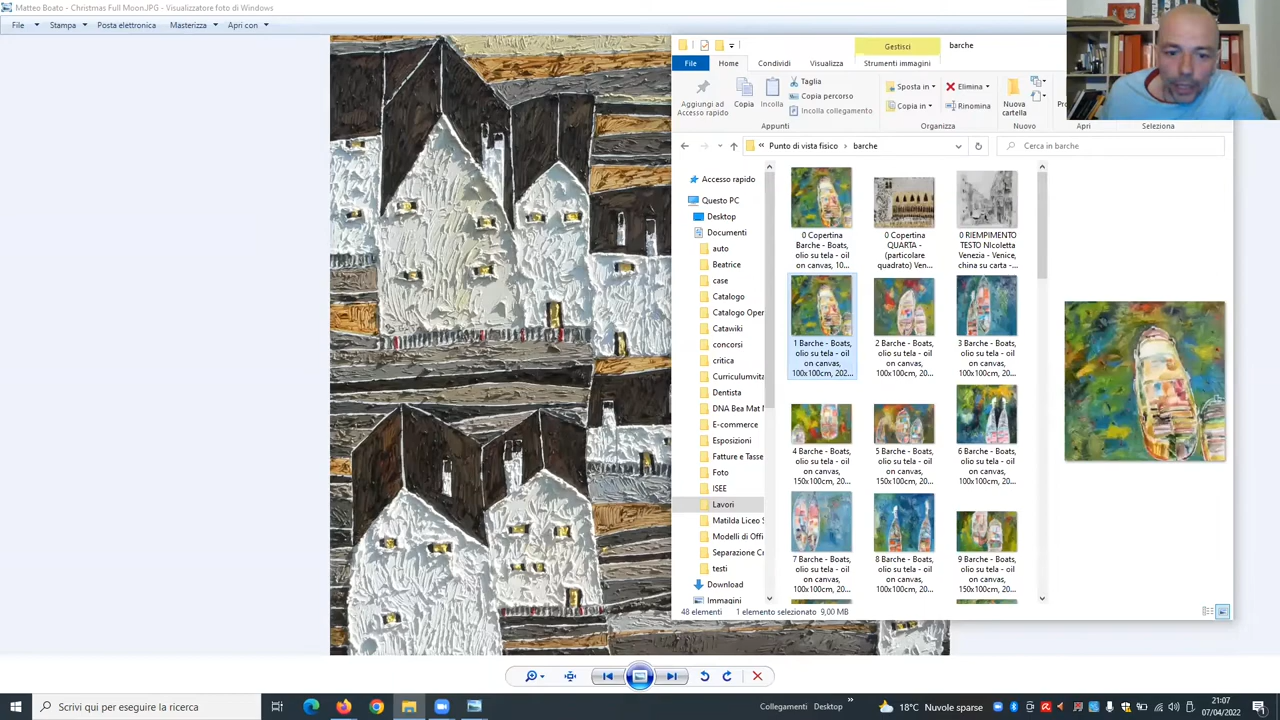 Matteo Boato - Christmas Full Moon.JPG - Visualizzatore foto di Windows
File Stampa Posta elettronica Masterizza Apri con
Gestisci barche
File Home Condividi Visualizza Strumenti immagini
Aggiungi ad
Accesso rapido
Copia
Incolla
Taglia
Copia percorso
Incolla collegamento
Appunti
Sposta in
Copia in
Elimina
Rinomina
Organizza
Nuova
cartella
Nuovo
Apri
Seleziona
« Punto di vista fisico > barche
Cerca in barche
Accesso rapido
Questo PC
Desktop
Documenti
auto
Beatrice
case
Catalogo
Catalogo Oper
Catawiki
concorsi
critica
Curriculumvita
Dentista
DNA Bea Mat
E-commerce
Esposizioni
Fatture e Tasse
Foto
ISEE
Lavori
Matilda Liceo
Modelli di Offi
Separazione
testi
Download
Immagini
0 Copertina
Barche - Boats,
olio su tela - oil
on canvas, 10...
0 Copertina
QUARTA -
(particolare
quadrato) Ven...
0 RIEMPIMENTO
TESTO NIcoletta
Venezia - Venice,
china su carta -...
1 Barche - Boats,
olio su tela - oil
on canvas,
100x100cm, 202...
2 Barche - Boats,
olio su tela - oil
on canvas,
100x100cm, 20...
3 Barche - Boats,
olio su tela - oil
on canvas,
100x100cm, 20...
4 Barche - Boats,
olio su tela - oil
on canvas,
150x100cm, 20...
5 Barche - Boats,
olio su tela - oil
on canvas,
150x100cm, 20...
6 Barche - Boats,
olio su tela - oil
on canvas,
100x100cm, 20...
7 Barche - Boats,
olio su tela - oil
on canvas,
100x100cm, 20...
8 Barche - Boats,
olio su tela - oil
on canvas,
100x100cm, 20...
9 Barche - Boats,
olio su tela - oil
on canvas,
150x100cm, 20...
48 elementi 1 elemento selezionato 9,00 MB
Scrivi qui per eseguire la ricerca
Collegamenti Desktop
18°C Nuvole sparse
21:07
07/04/2022